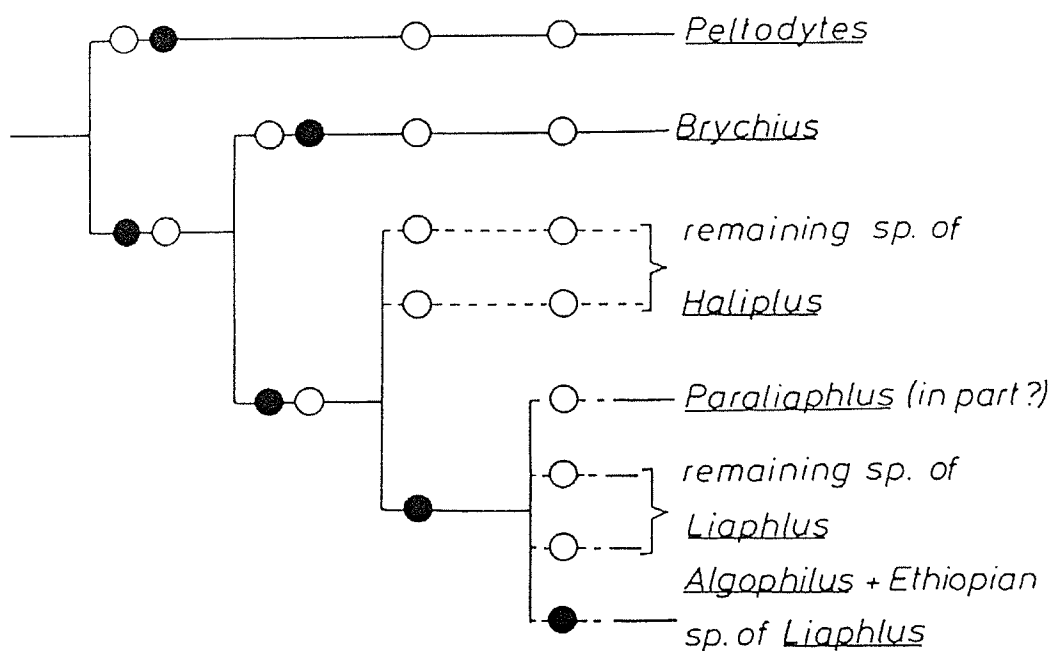 Peltodytes
Brychius
remaining sp. of
Haliplus
Paraliaphlus (in part?)
remaining sp. of
Liaphlus
Algophilus + Ethiopian
sp. of Liaphlus